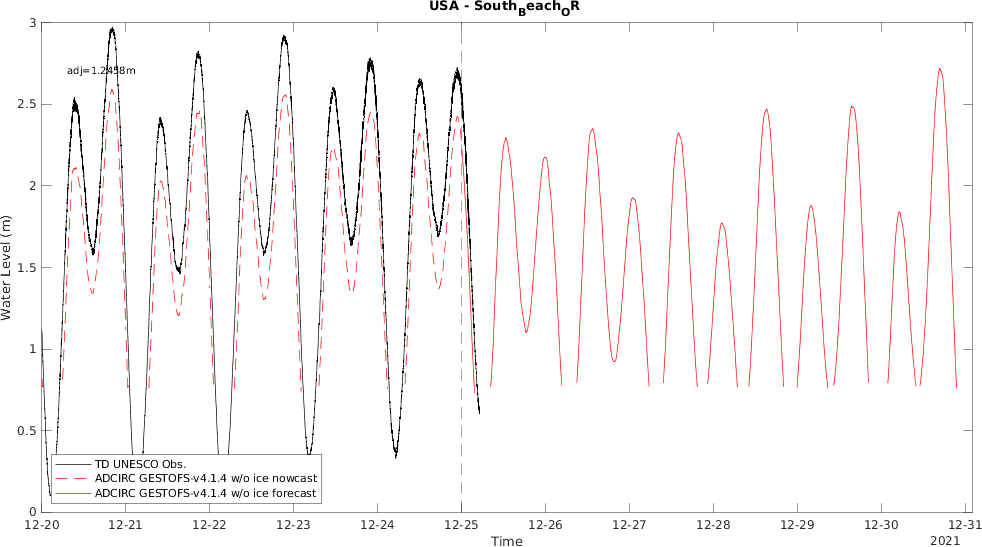 USA - South_Beach_OR
3
adj=1.2458m
2.5
2
1.5
1
0.5
0
Water Level (m)
TD UNESCO Obs.
ADCIRC GESTOFS-v4.1.4 w/o ice nowcast
ADCIRC GESTOFS-v4.1.4 w/o ice forecast
12-20 12-21 12-22 12-23 12-24 12-25 12-26 12-27 12-28 12-29 12-30 12-31
Time
2021